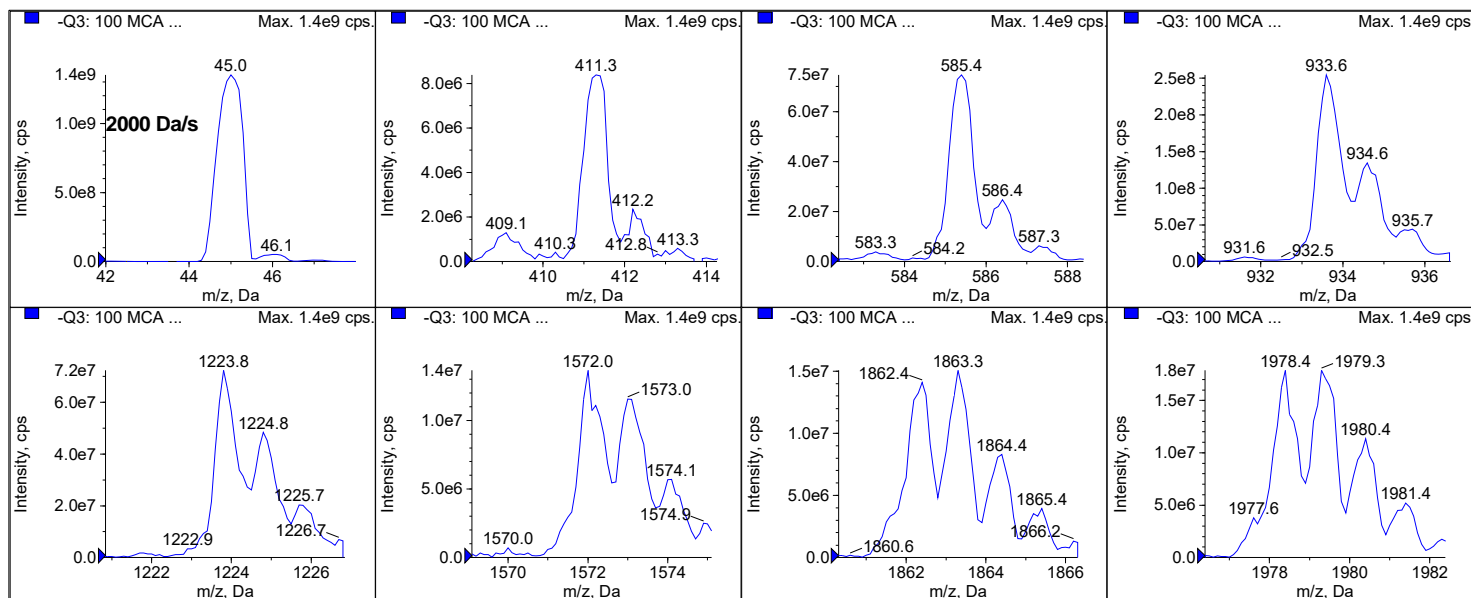 -Q3: 100 MCA ... Max. 1.4e9 cps.
45.0
1.4e9
1.0e9
2000 Da/s
5.0e8
46.1
0.0
42 44 46
Intensity, cps
m/z, Da
-Q3: 100 MCA ... Max. 1.4e9 cps.
411.3
8.0e6
6.0e6
4.0e6
412.2
2.0e6
409.1
410.3 412.8 413.3
0.0
410 412 414
Intensity, cps
m/z, Da
-Q3: 100 MCA ... Max. 1.4e9 cps.
585.4
7.5e7
6.0e7
4.0e7
586.4
2.0e7
583.3 584.2 587.3
0.0
584 586 588
Intensity, cps
m/z, Da
-Q3: 100 MCA ... Max. 1.4e9 cps
933.6
2.5e8
2.0e8
1.5e8
934.6
1.0e8
5.0e7
935.7
931.6 932.5
0.0
932 934 936
Intensity, cps
m/z, Da
-Q3: 100 MCA ... Max. 1.4e9 cps.
1223.8
7.2e7
6.0e7
1224.8
4.0e7
1225.7
2.0e7
1222.9 1226.7
0.0
1222 1224 1226
Intensity, cps
m/z, Da
-Q3: 100 MCA ... Max. 1.4e9 cps.
1572.0
1.4e7
1573.0
1.0e7
1574.1
5.0e6
1574.9
1570.0
0.0
1570 1572 1574
Intensity, cps
m/z, Da
-Q3: 100 MCA ... Max. 1.4e9 cps.
1862.4 1863.3
1.5e7
1.0e7
1864.4
5.0e6
1865.4
1860.6 1866.2
0.0
1862 1864 1866
Intensity, cps
m/z, Da
-Q3: 100 MCA ... Max. 1.4e9 cps
1978.4 1979.3
1.8e7
1.5e7
1980.4
1.0e7
5.0e6
1977.6 1981.4
0.0
1978 1980 1982
Intensity, cps
m/z, Da